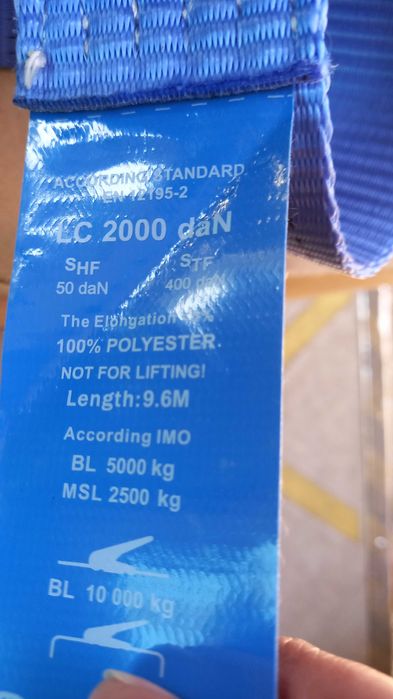 ACCORDING STANDARD
EN 12195-2
LC 2000 daN
SHF STF
50 daN 400 daN
The Elongation
100% POLYESTER.
NOT FOR LIFTING!
Length:9.6M
According IMO
BL 5000 kg
MSL 2500 kg
BL 10 000 kg